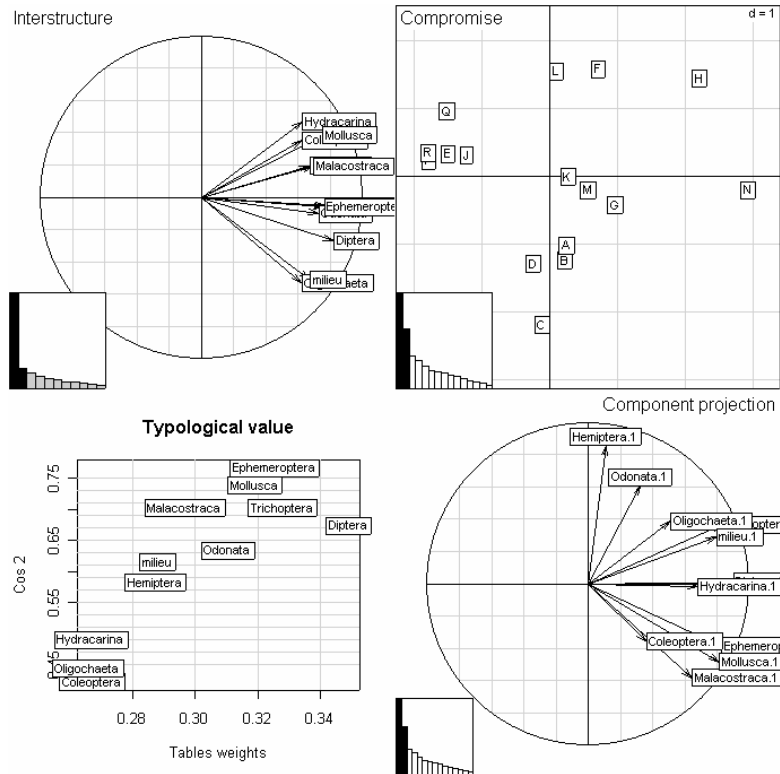 Interstructure
Hydracarina
Mollusca
Malacostraca
Diptera
milieu
Compromise
d = 1
L
F
H
Q
R
E
J
K
M
N
G
A
B
D
C
Typological value
Cos 2
0.75
0.65
0.55
0.45
Ephemeroptera
Mollusca
Malacostraca
Trichoptera
Diptera
Odonata
milieu
Hemiptera
Hydracarina
Oligochaeta
Coleoptera
0.28
0.30
0.32
0.34
Tables weights
Component projection
Hemiptera.1
Odonata.1
Oligochaeta.1
milieu.1
Hydracarina.1
Coleoptera.1
Mollusca.1
Malacostraca.1